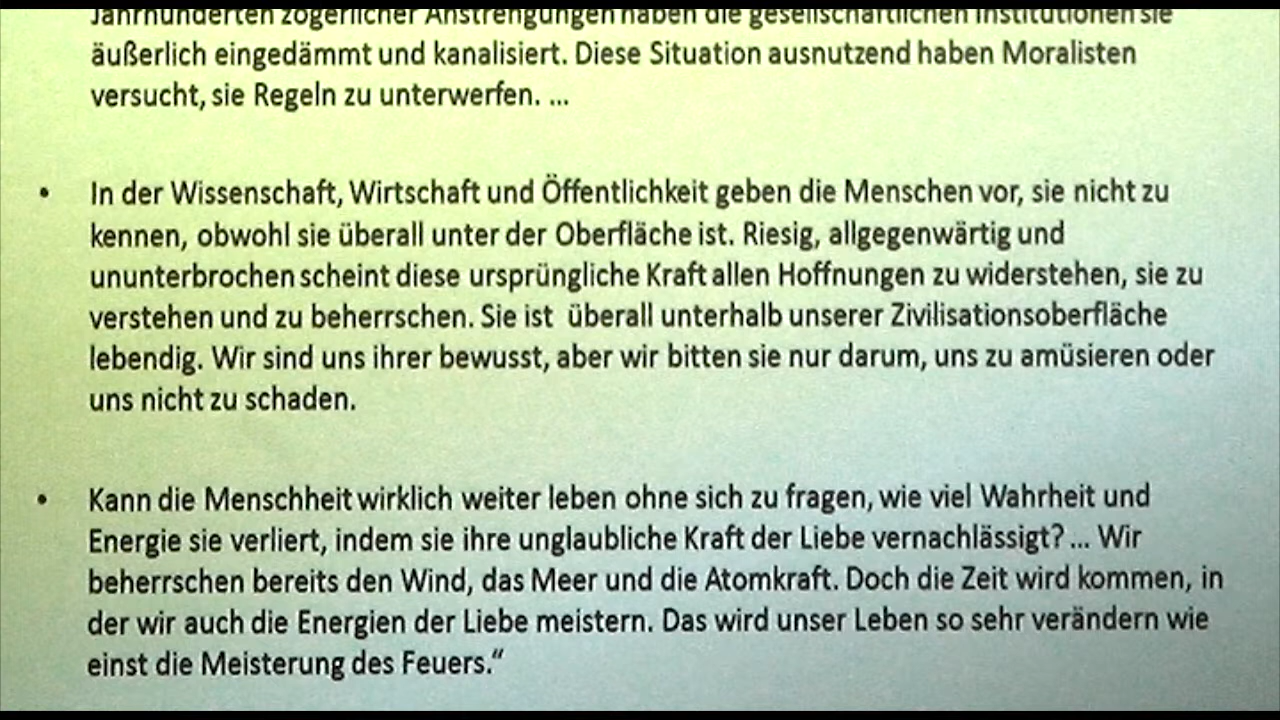 Jahrhunderten zögerlicher Anstrengungen haben die gesellschaftlichen Institutionen sie
äußerlich eingedämmt und kanalisiert. Diese Situation ausnutzend haben Moralisten
versucht, sie Regeln zu unterwerfen. ...
• In der Wissenschaft, Wirtschaft und Öffentlichkeit geben die Menschen vor, sie nicht zu
kennen, obwohl sie überall unter der Oberfläche ist. Riesig, allgegenwärtig und
ununterbrochen scheint diese ursprüngliche Kraft allen Hoffnungen zu widerstehen, sie zu
verstehen und zu beherrschen. Sie ist überall unterhalb unserer Zivilisationsoberfläche
lebendig. Wir sind uns ihrer bewusst, aber wir bitten sie nur darum, uns zu amüsieren oder
uns nicht zu schaden.
• Kann die Menschheit wirklich weiter leben ohne sich zu fragen, wie viel Wahrheit und
Energie sie verliert, indem sie ihre unglaubliche Kraft der Liebe vernachlässigt? ... Wir
beherrschen bereits den Wind, das Meer und die Atomkraft. Doch die Zeit wird kommen, in
der wir auch die Energien der Liebe meistern. Das wird unser Leben so sehr verändern wie
einst die Meisterung des Feuers.“